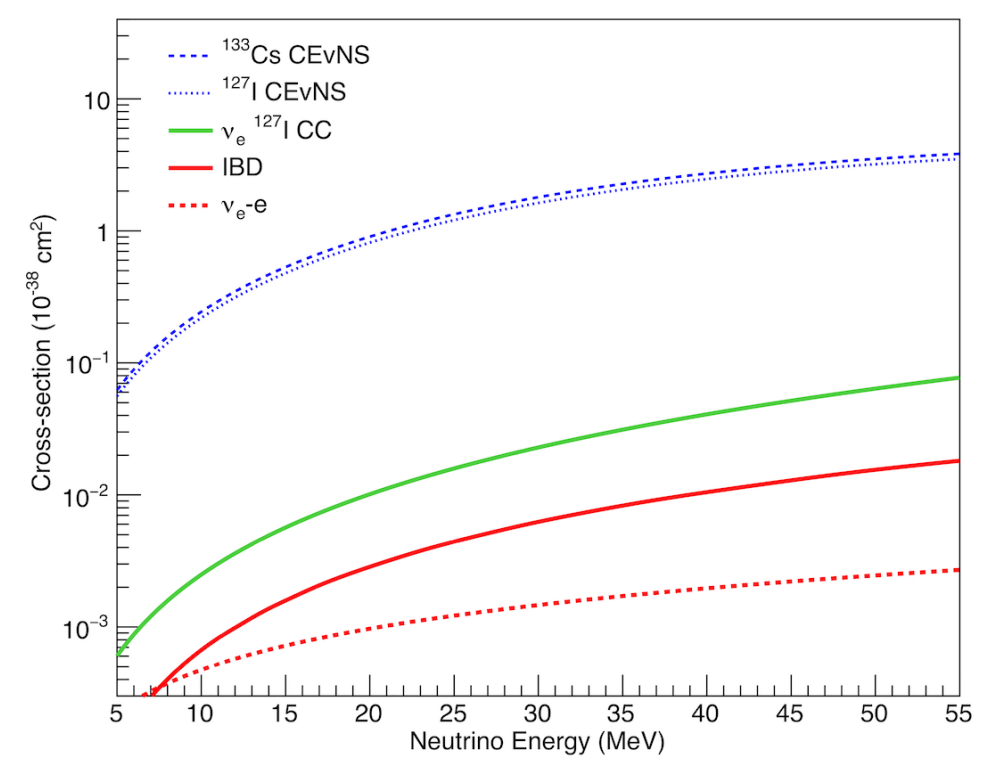 ¹³³Cs CEvNS
¹²⁷I CEvNS
νₑ ¹²⁷I CC
IBD
νₑ-e
Cross-section (10⁻³⁸ cm²)
10
1
10⁻¹
10⁻²
10⁻³
5 10 15 20 25 30 35 40 45 50 55
Neutrino Energy (MeV)